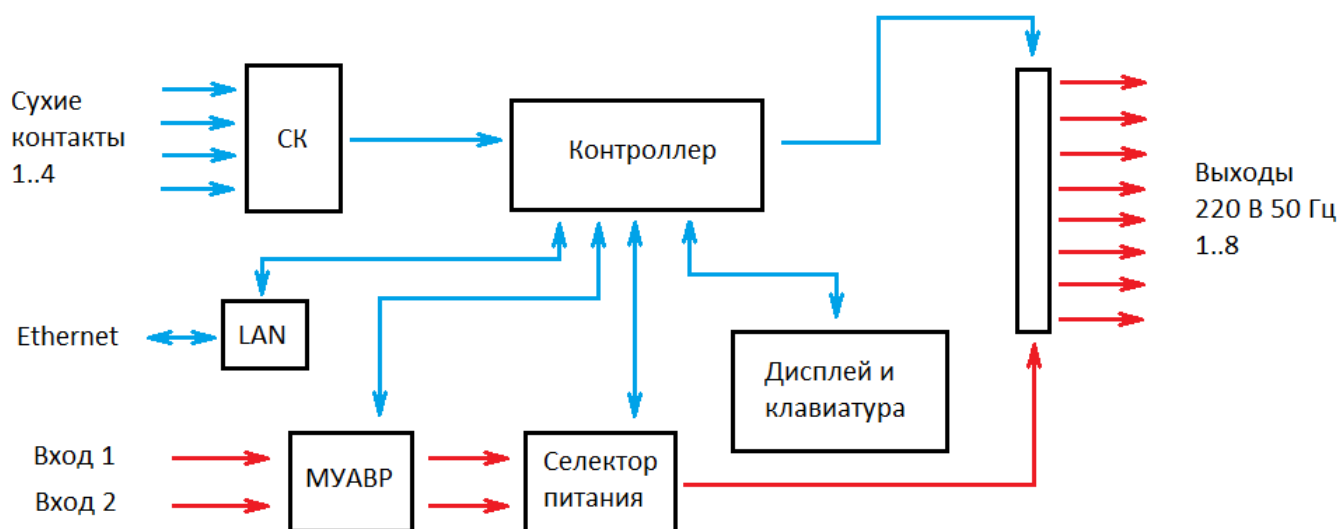 Сухие
контакты
1..4
СК
Контроллер
Выходы
220 В 50 Гц
1..8
Ethernet
LAN
Дисплей и
клавиатура
Вход 1
Вход 2
МУАВР
Селектор
питания